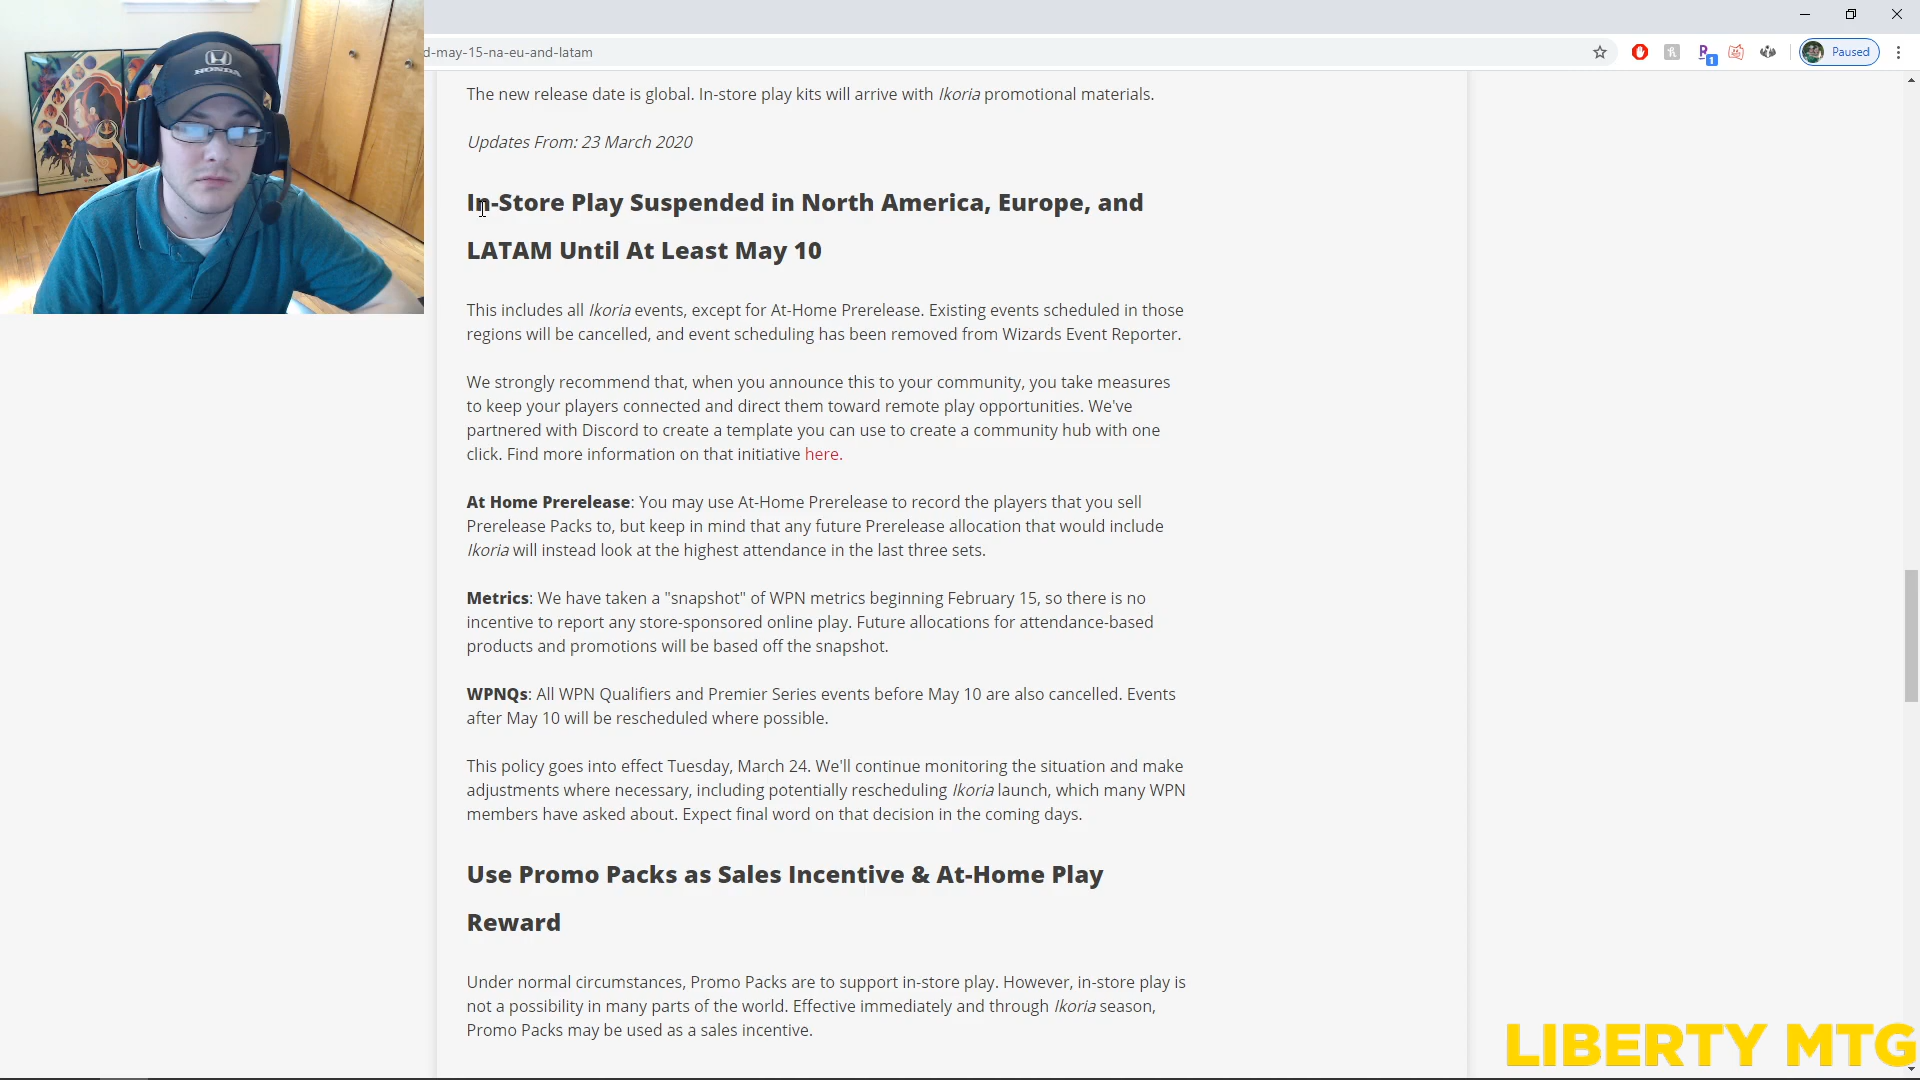 HONDA
d-may-15-na-eu-and-latam
1
Paused
The new release date is global. In-store play kits will arrive with Ikoria promotional materials.
Updates From: 23 March 2020
In-Store Play Suspended in North America, Europe, and
LATAM Until At Least May 10
This includes all Ikoria events, except for At-Home Prerelease. Existing events scheduled in those
regions will be cancelled, and event scheduling has been removed from Wizards Event Reporter.
We strongly recommend that, when you announce this to your community, you take measures
to keep your players connected and direct them toward remote play opportunities. We've
partnered with Discord to create a template you can use to create a community hub with one
click. Find more information on that initiative here.
At Home Prerelease: You may use At-Home Prerelease to record the players that you sell
Prerelease Packs to, but keep in mind that any future Prerelease allocation that would include
Ikoria will instead look at the highest attendance in the last three sets.
Metrics: We have taken a "snapshot" of WPN metrics beginning February 15, so there is no
incentive to report any store-sponsored online play. Future allocations for attendance-based
products and promotions will be based off the snapshot.
WPNQs: All WPN Qualifiers and Premier Series events before May 10 are also cancelled. Events
after May 10 will be rescheduled where possible.
This policy goes into effect Tuesday, March 24. We'll continue monitoring the situation and make
adjustments where necessary, including potentially rescheduling Ikoria launch, which many WPN
members have asked about. Expect final word on that decision in the coming days.
Use Promo Packs as Sales Incentive & At-Home Play
Reward
Under normal circumstances, Promo Packs are to support in-store play. However, in-store play is
not a possibility in many parts of the world. Effective immediately and through Ikoria season,
Promo Packs may be used as a sales incentive.
LIBERTY MTG